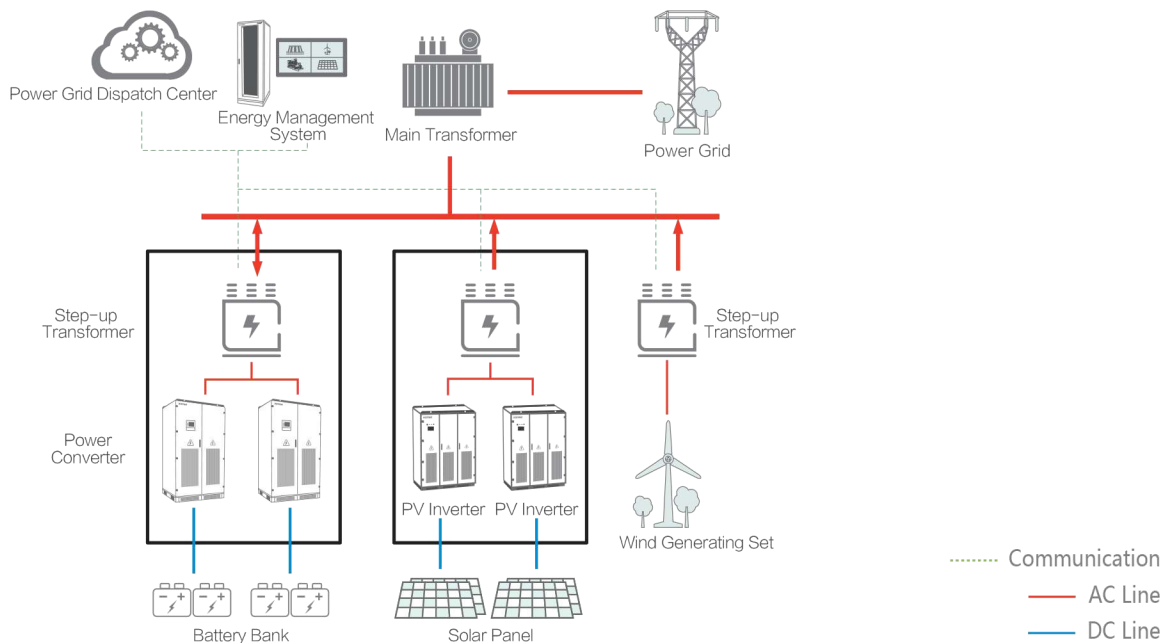 Power Grid Dispatch Center
Energy Management
System
Main Transformer
Power Grid
Step-up
Transformer
Step-up
Transformer
Power
Converter
PV Inverter
PV Inverter
Wind Generating Set
Battery Bank
Solar Panel
Communication
AC Line
DC Line